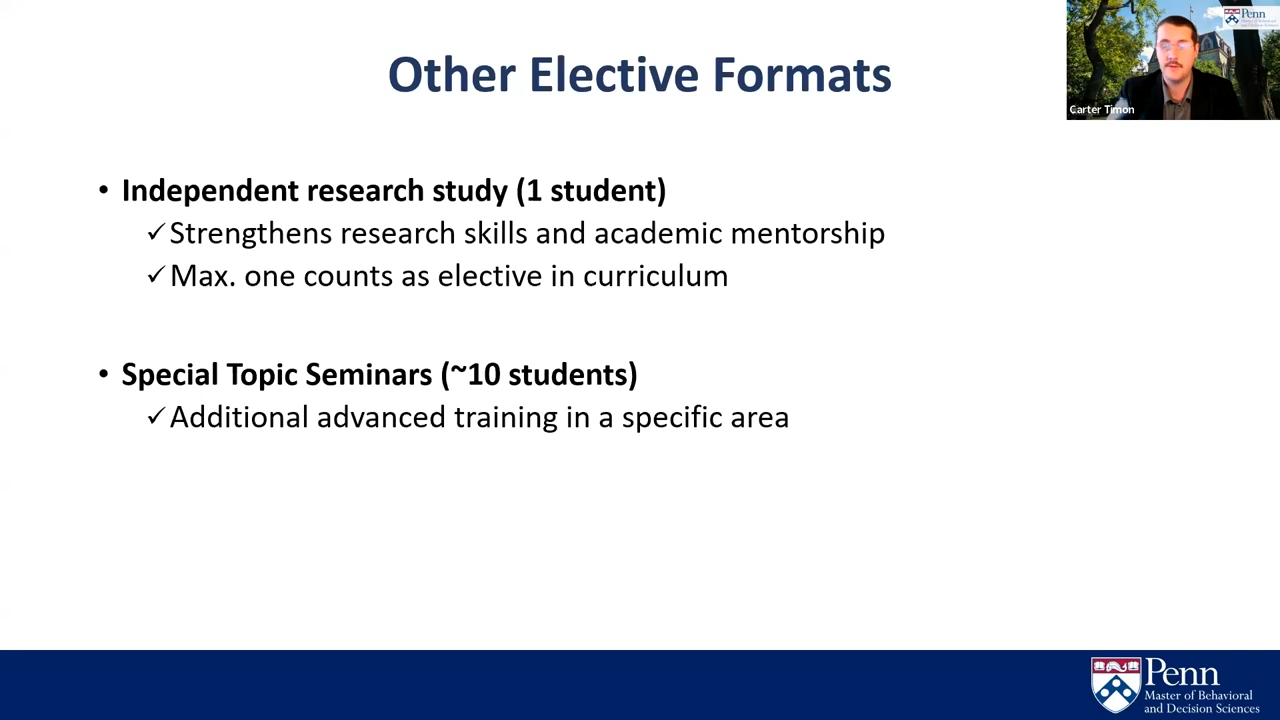 Other Elective Formats
Penn
Carter Timon
• Independent research study (1 student)
✓Strengthens research skills and academic mentorship
✓Max. one counts as elective in curriculum
• Special Topic Seminars (~10 students)
✓Additional advanced training in a specific area
Penn
Master of Behavioral
and Decision Sciences